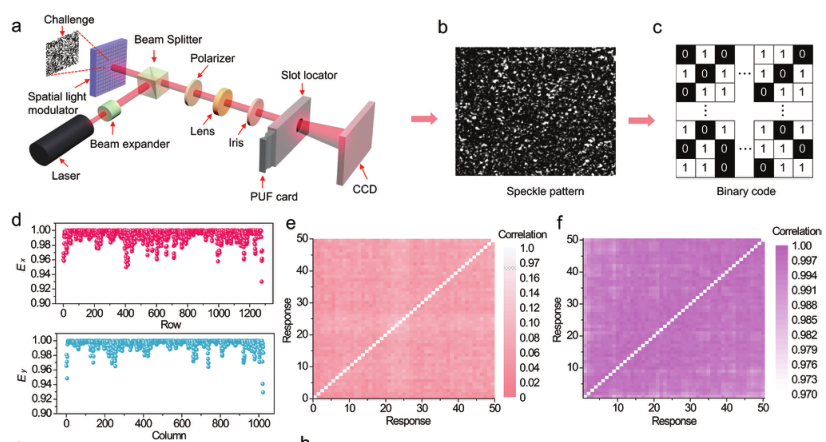 a
Challenge
Beam Splitter
Polarizer
Slot locator
Spatial light
modulator
Beam expander
Lens
Iris
Laser
PUF card
CCD
b
Speckle pattern
c
0 1 0 1 1 0
1 0 1 ... 1 0 1
0 1 0 0 1 1
⋮ ⋮
1 0 1 1 0 1
0 1 0 ... 0 1 0
1 1 0 0 1 1
Binary code
d
1.00
0.98
0.96
0.94
0.92
0.90
Ex
0 200 400 600 800 1000 1200
Row
1.00
0.98
0.96
0.94
0.92
0.90
Ey
0 200 400 600 800 1000
Column
e
50
40
30
20
10
0
Response
0 10 20 30 40 50
Response
Correlation
1.0
0.97
0.16
0.14
0.12
0.10
0.08
0.06
0.04
0.02
0
f
50
40
30
20
10
Response
10 20 30 40 50
Response
Correlation
1.00
0.997
0.994
0.991
0.988
0.985
0.982
0.979
0.976
0.973
0.970